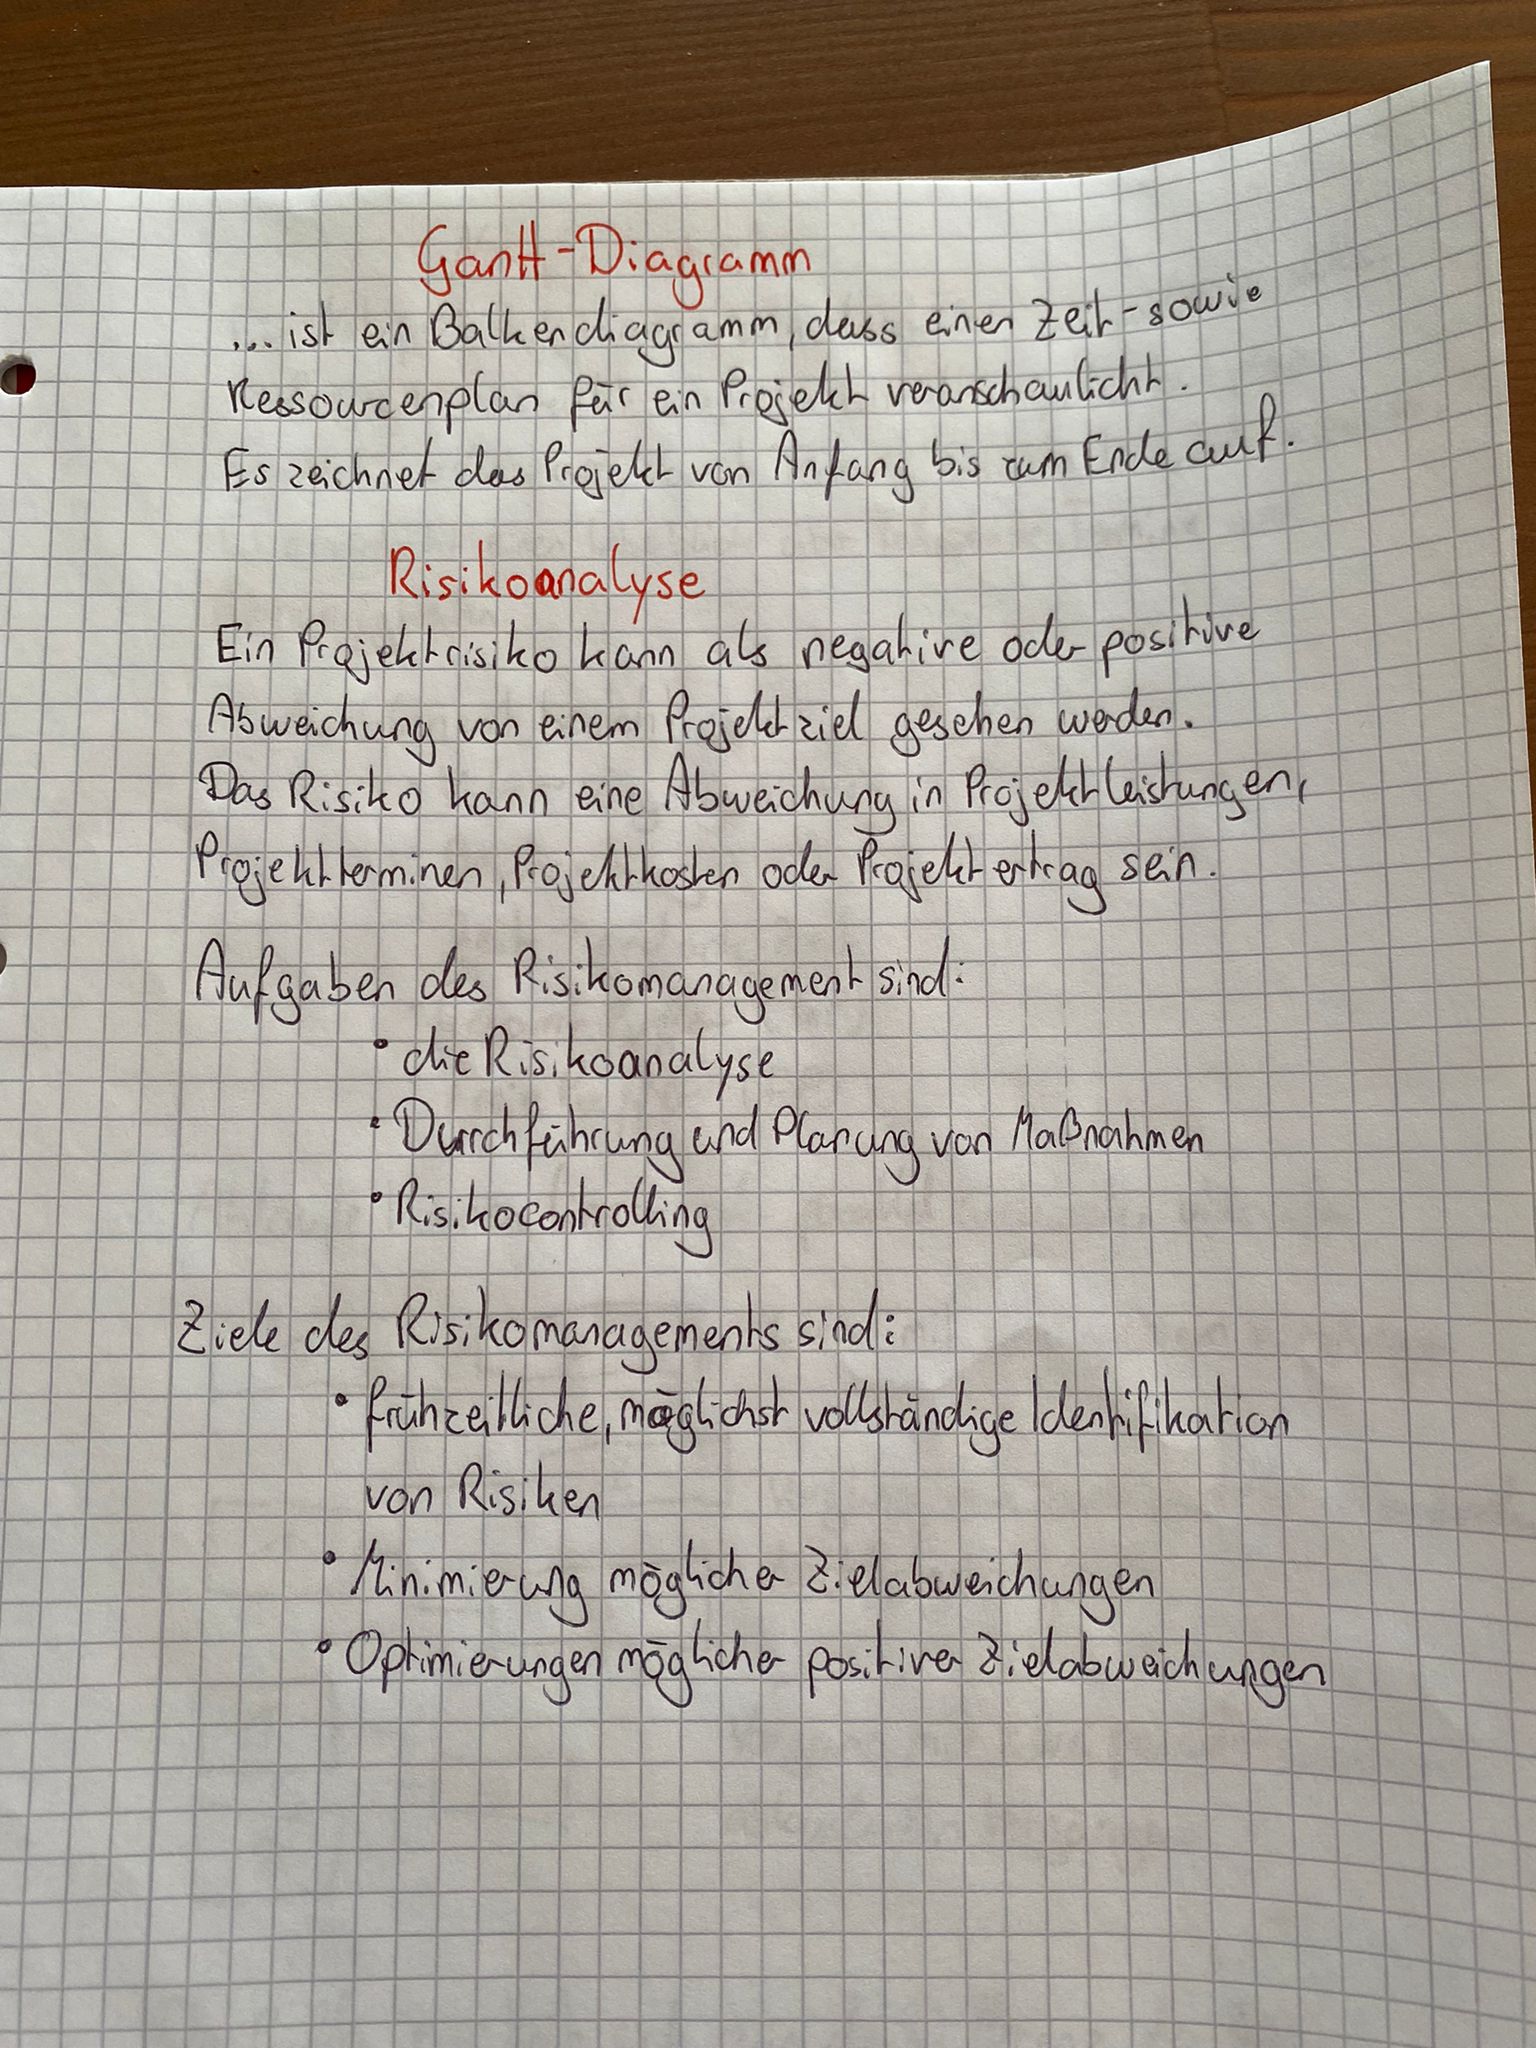 Gantt-Diagramm
... ist ein Balkendiagramm, dass einen Zeit- sowie
Ressourcenplan für ein Projekt veranschaulicht.
Es zeichnet das Projekt von Anfang bis zum Ende auf.
Risikoanalyse
Ein Projektrisiko kann als negative oder positive
Abweichung von einem Projektziel gesehen werden.
Das Risiko kann eine Abweichung in Projektleistungen,
Projektterminen, Projektkosten oder Projektertrag sein.
Aufgaben des Risikomanagement sind:
• die Risikoanalyse
• Durchführung und Planung von Maßnahmen
• Risikocontrolling
Ziele des Risikomanagements sind:
• frühzeitliche, möglichst vollständige Identifikation
von Risiken
• Minimierung möglicher Zielabweichungen
• Optimierungen möglicher positiver Zielabweichungen